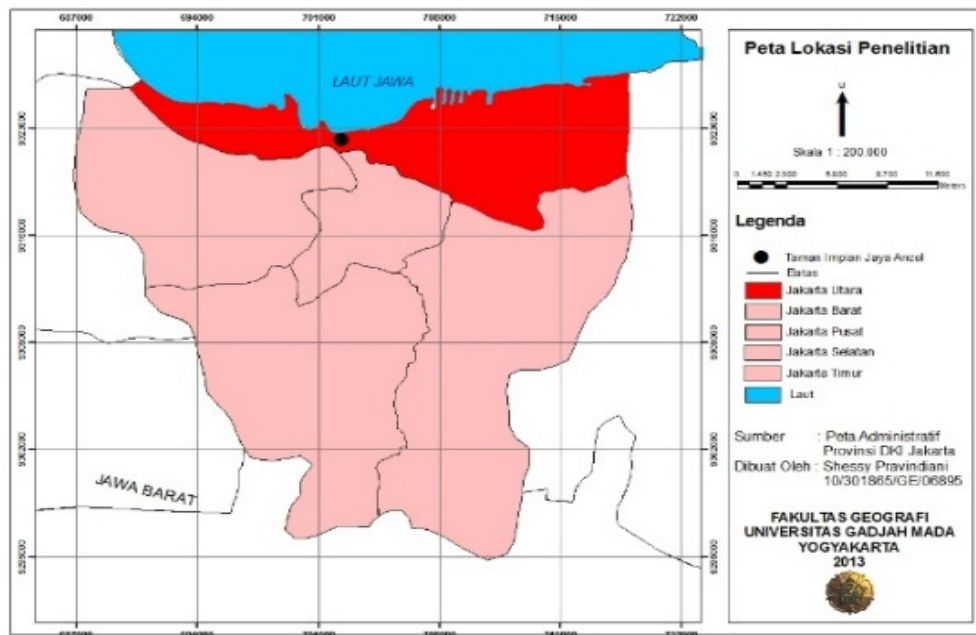 687000 694000 701000 708000 715000 722000
LAUT JAWA
JAWA BARAT
Peta Lokasi Penelitian
U
Skala 1 : 200.000
Meters
Legenda
Taman Impian Jaya Ancol
Batas
Jakarta Utara
Jakarta Barat
Jakarta Pusat
Jakarta Selatan
Jakarta Timur
Laut
Sumber : Peta Administratif
Provinsi DKI Jakarta
Dibuat Oleh : Shessy Pravindiani
10/301865/GE/06895
FAKULTAS GEOGRAFI
UNIVERSITAS GADJAH MADA
YOGYAKARTA
2013